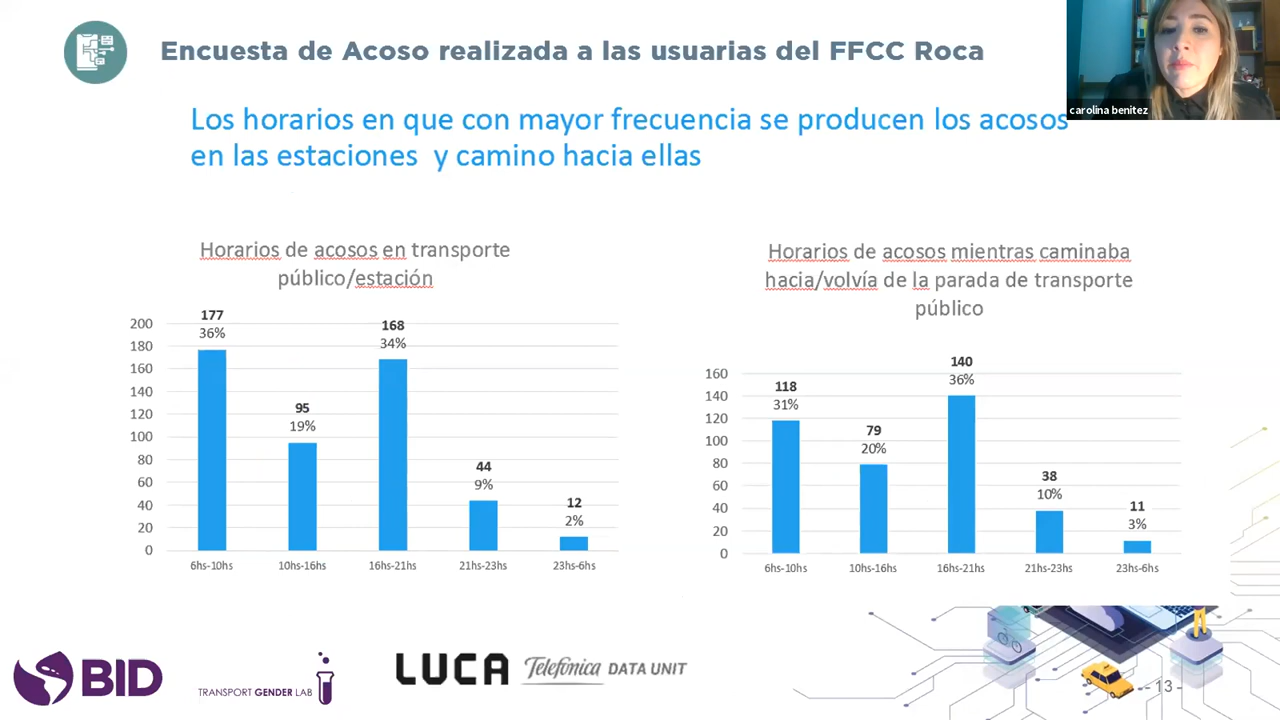 Encuesta de Acoso realizada a las usuarias del FFCC Roca
carolina benitez
Los horarios en que con mayor frecuencia se producen los acosos
en las estaciones y camino hacia ellas
Horarios de acosos en transporte
público/estación
200
180
160
140
120
100
80
60
40
20
0
177
36%
95
19%
168
34%
44
9%
12
2%
6hs-10hs
10hs-16hs
16hs-21hs
21hs-23hs
23hs-6hs
Horarios de acosos mientras caminaba
hacia/volvía de la parada de transporte
público
160
140
120
100
80
60
40
20
0
118
31%
79
20%
140
36%
38
10%
11
3%
6hs-10hs
10hs-16hs
16hs-21hs
21hs-23hs
23hs-6hs
BID
TRANSPORT GENDER LAB
LUCA Telefónica DATA UNIT
- 13 -